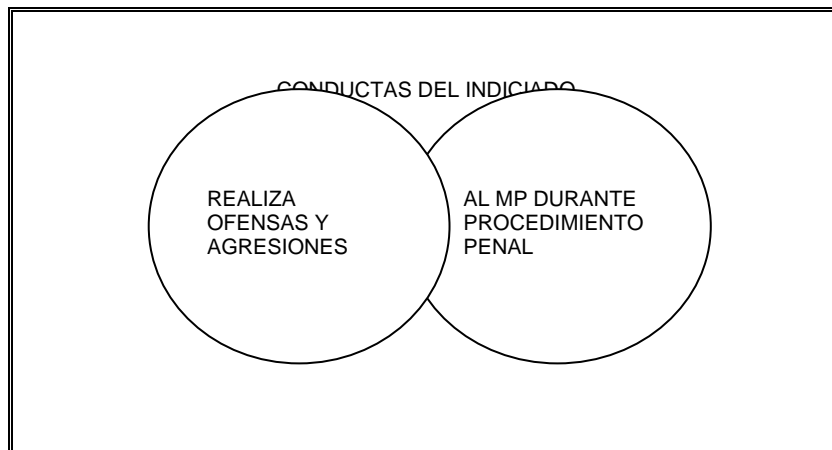 CONDUCTAS DEL INDICIADO
REALIZA
OFENSAS Y
AGRESIONES
AL MP DURANTE
PROCEDIMIENTO
PENAL